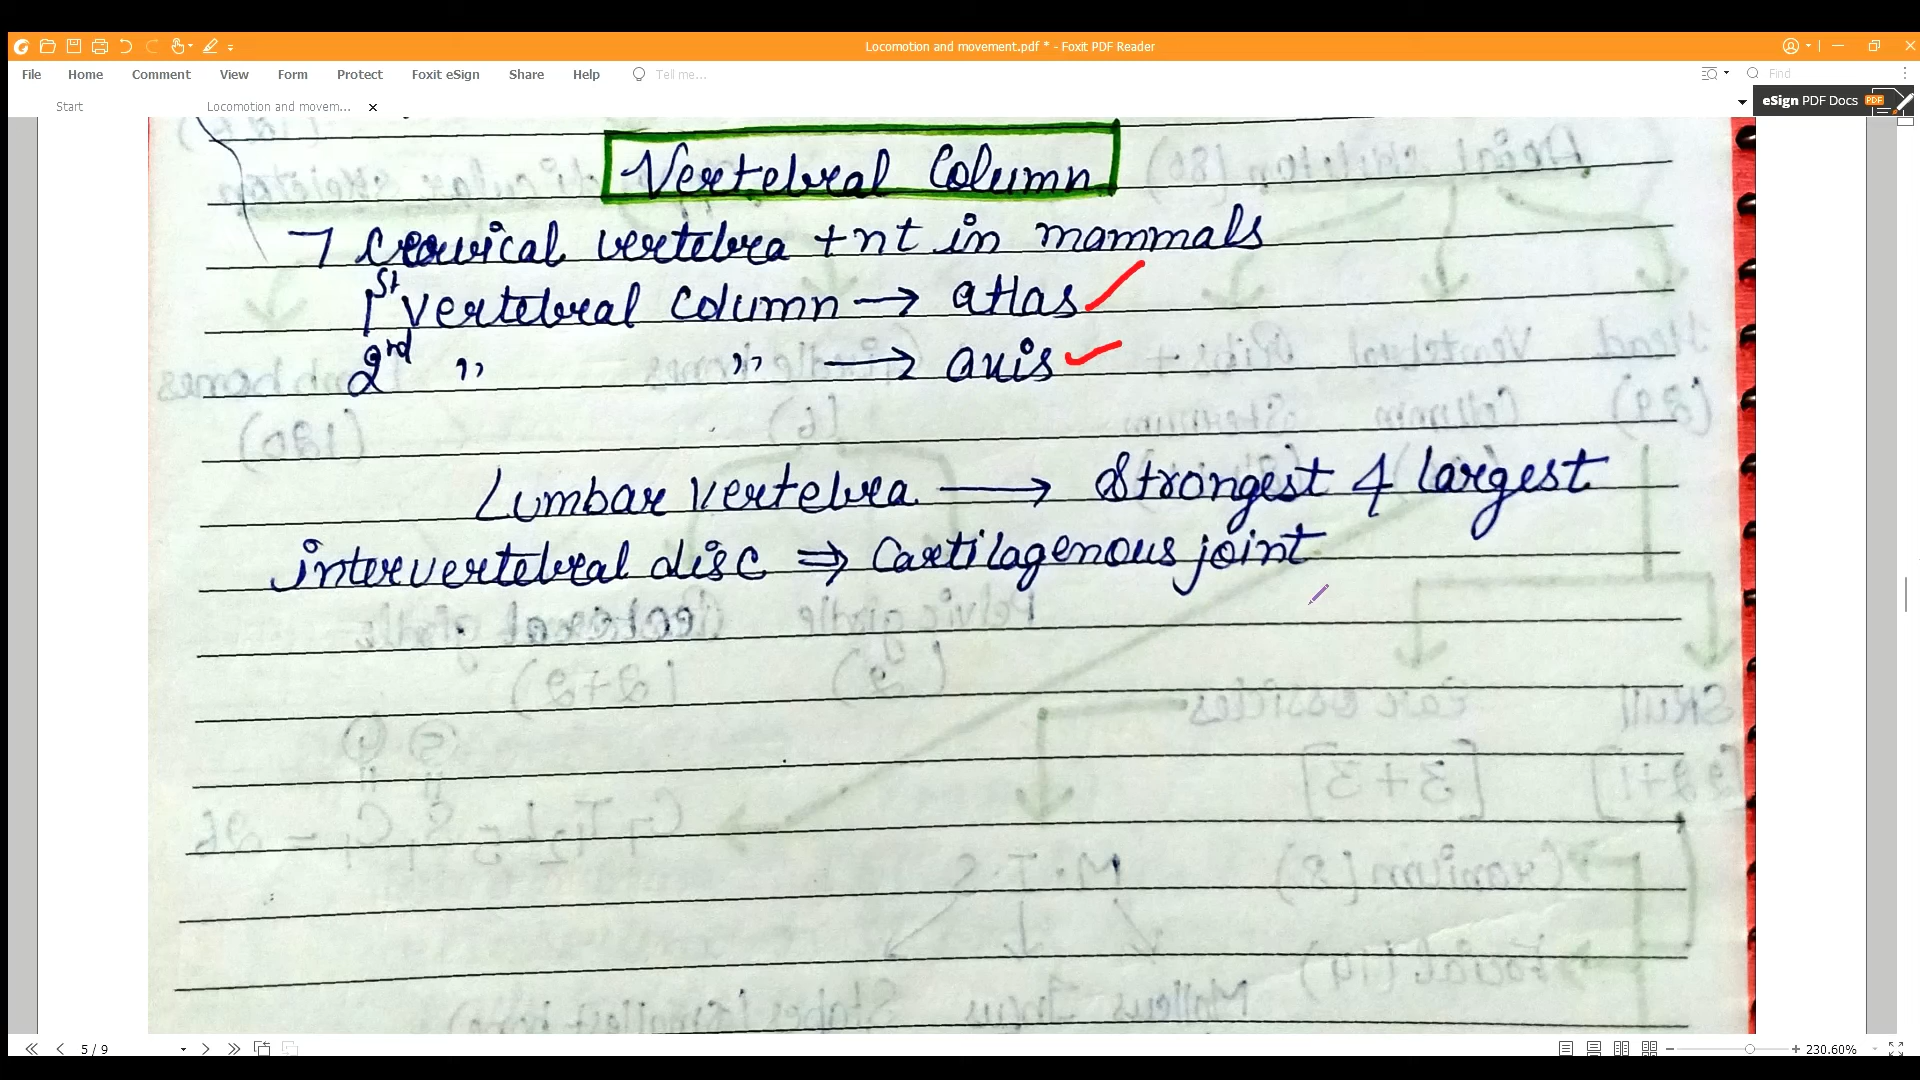 Locomotion and movement.pdf * - Foxit PDF Reader
File Home Comment View Form Protect Foxit eSign Share Help Tell me... Find
Start Locomotion and movem... eSign PDF Docs PDF
Vertebral Column
7 Cervical vertebra +nt in mammals
1st vertebral column → atlas
2rd " " → axis
Lumbar vertebra → Strongest & largest
intervertebral disc ⇒ Cartilagenous joint
5 / 9 230.60%